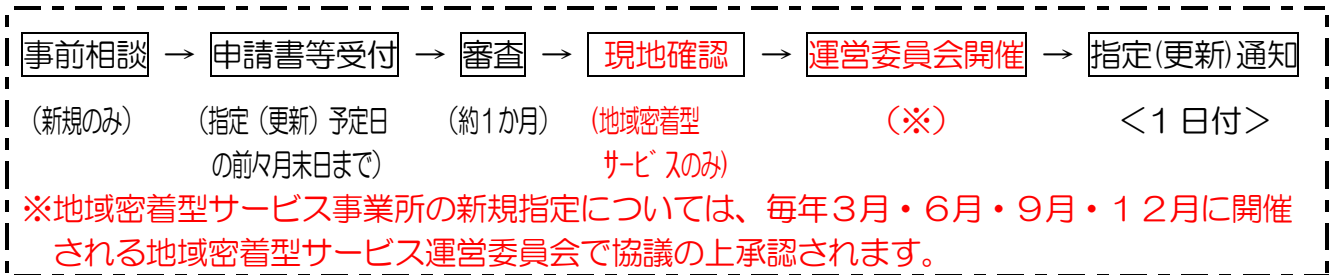 事前相談 → 申請書等受付 → 審査 → 現地確認 → 運営委員会開催 → 指定(更新)通知
（新規のみ） （指定（更新）予定日 （約１か月） （地域密着型 （※） ＜１日付＞
の前々月末日まで） サービスのみ）
※地域密着型サービス事業所の新規指定については、毎年３月・６月・９月・１２月に開催
される地域密着型サービス運営委員会で協議の上承認されます。